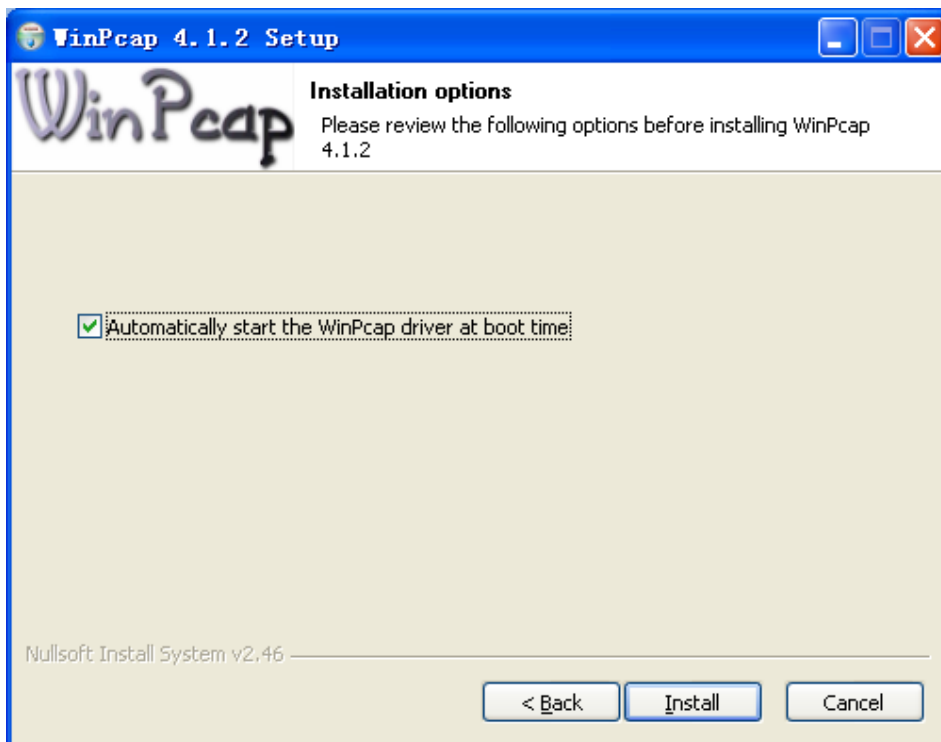 WinPcap 4.1.2 Setup
WinPcap
Installation options
Please review the following options before installing WinPcap
4.1.2
Automatically start the WinPcap driver at boot time
Nullsoft Install System v2.46
< Back
Install
Cancel